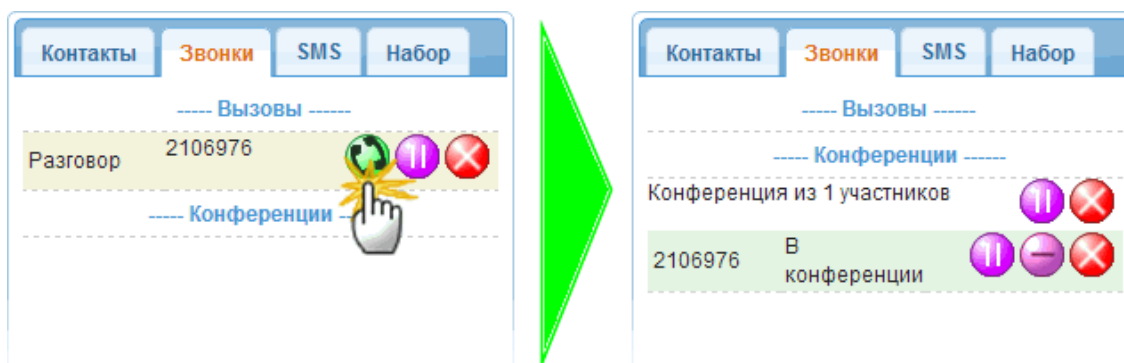 Контакты Звонки SMS Набор
----- Вызовы ------
Разговор 2106976
----- Конференции --
Контакты Звонки SMS Набор
----- Вызовы ------
----- Конференции ------
Конференция из 1 участников
2106976 В
конференции